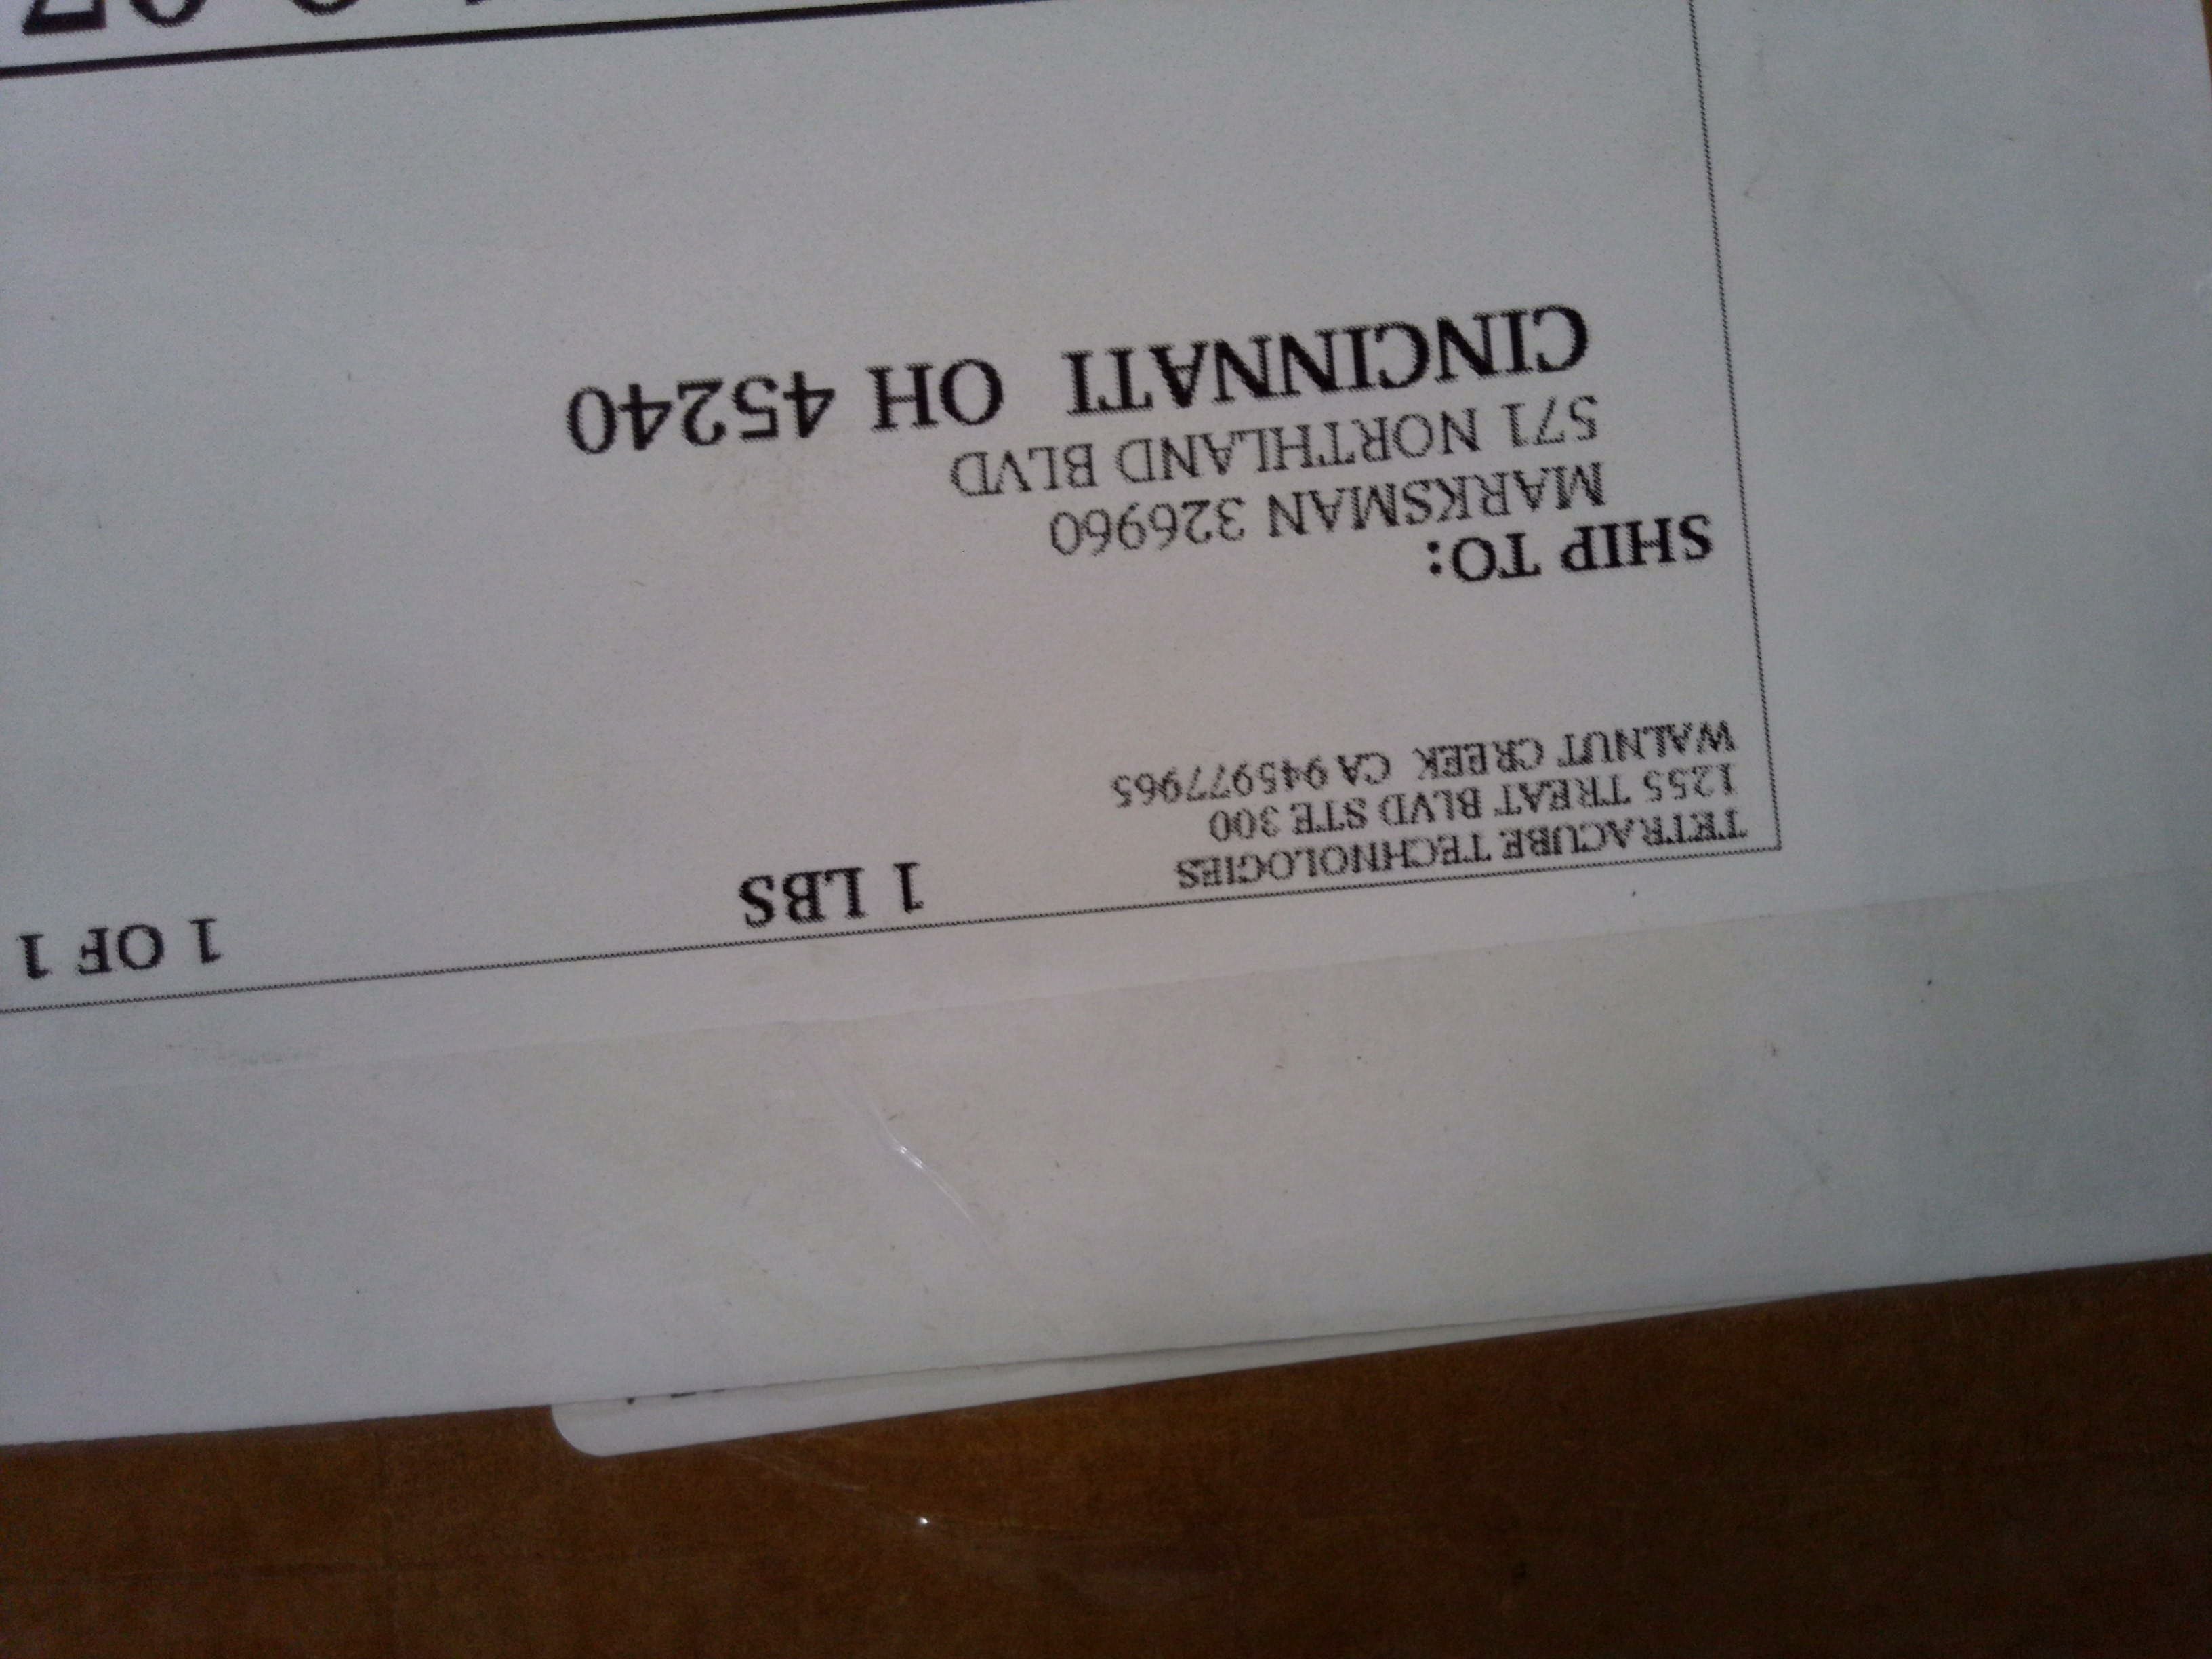 TETRACUBE TECHNOLOGIES
1 LBS
1 OF 1
1255 TREAT BLVD STE 300
WALNUT CREEK CA 945977965
SHIP TO:
MARKSMAN 326960
571 NORTHLAND BLVD
CINCINNATI OH 45240